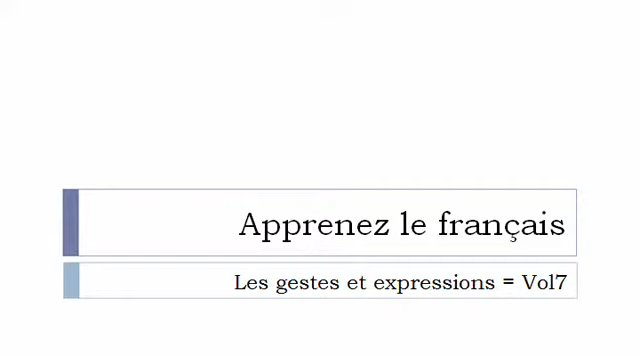 Apprenez le français
Les gestes et expressions = Vol7